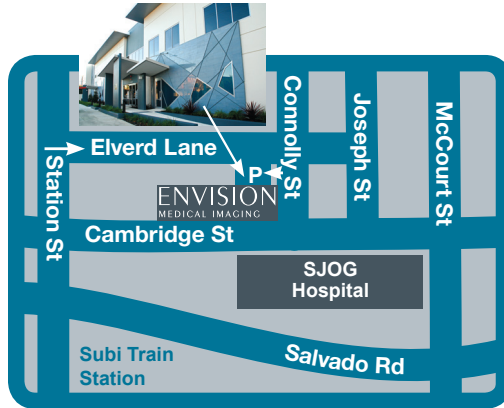 Elverd Lane
Station St
P
Connolly St
Joseph St
McCourt St
ENVISION
MEDICAL IMAGING
Cambridge St
SJOG
Hospital
Salvado Rd
Subi Train
Station